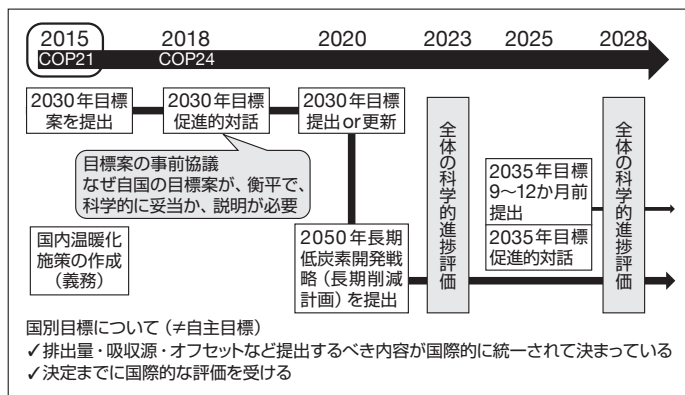 2015 2018 2020 2023 2025 2028
COP21 COP24
2030年目標
案を提出
2030年目標
促進的対話
2030年目標
提出or更新
目標案の事前協議
なぜ自国の目標案が、衡平で、
科学的に妥当か、説明が必要
国内温暖化
施策の作成
(義務)
2050年長期
低炭素開発戦
略(長期削減
計画)を提出
全体の科学的進捗評価
2035年目標
9〜12か月前
提出
2035年目標
促進的対話
全体の科学的進捗評価
国別目標について(≠自主目標)
✓排出量・吸収源・オフセットなど提出するべき内容が国際的に統一されて決まっている
✓決定までに国際的な評価を受ける